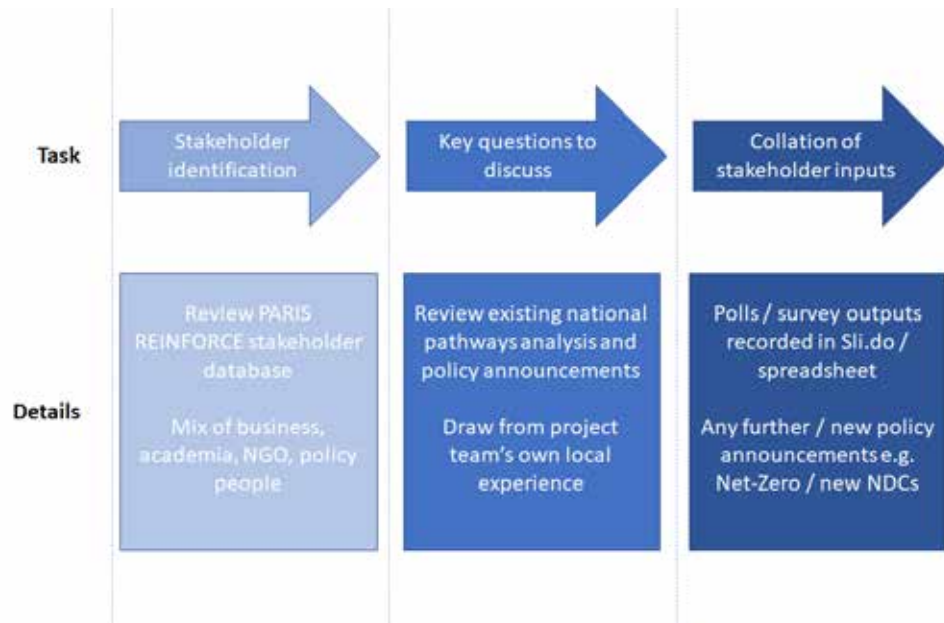 Task
Stakeholder
identification
Key questions to
discuss
Collation of
stakeholder inputs
Details
Review PARIS
REINFORCE stakeholder
database
Mix of business,
academia, NGO, policy
people
Review existing national
pathways analysis and
policy announcements
Draw from project
team's own local
experience
Polls / survey outputs
recorded in Sli.do /
spreadsheet
Any further / new policy
announcements e.g.
Net-Zero / new NDCs